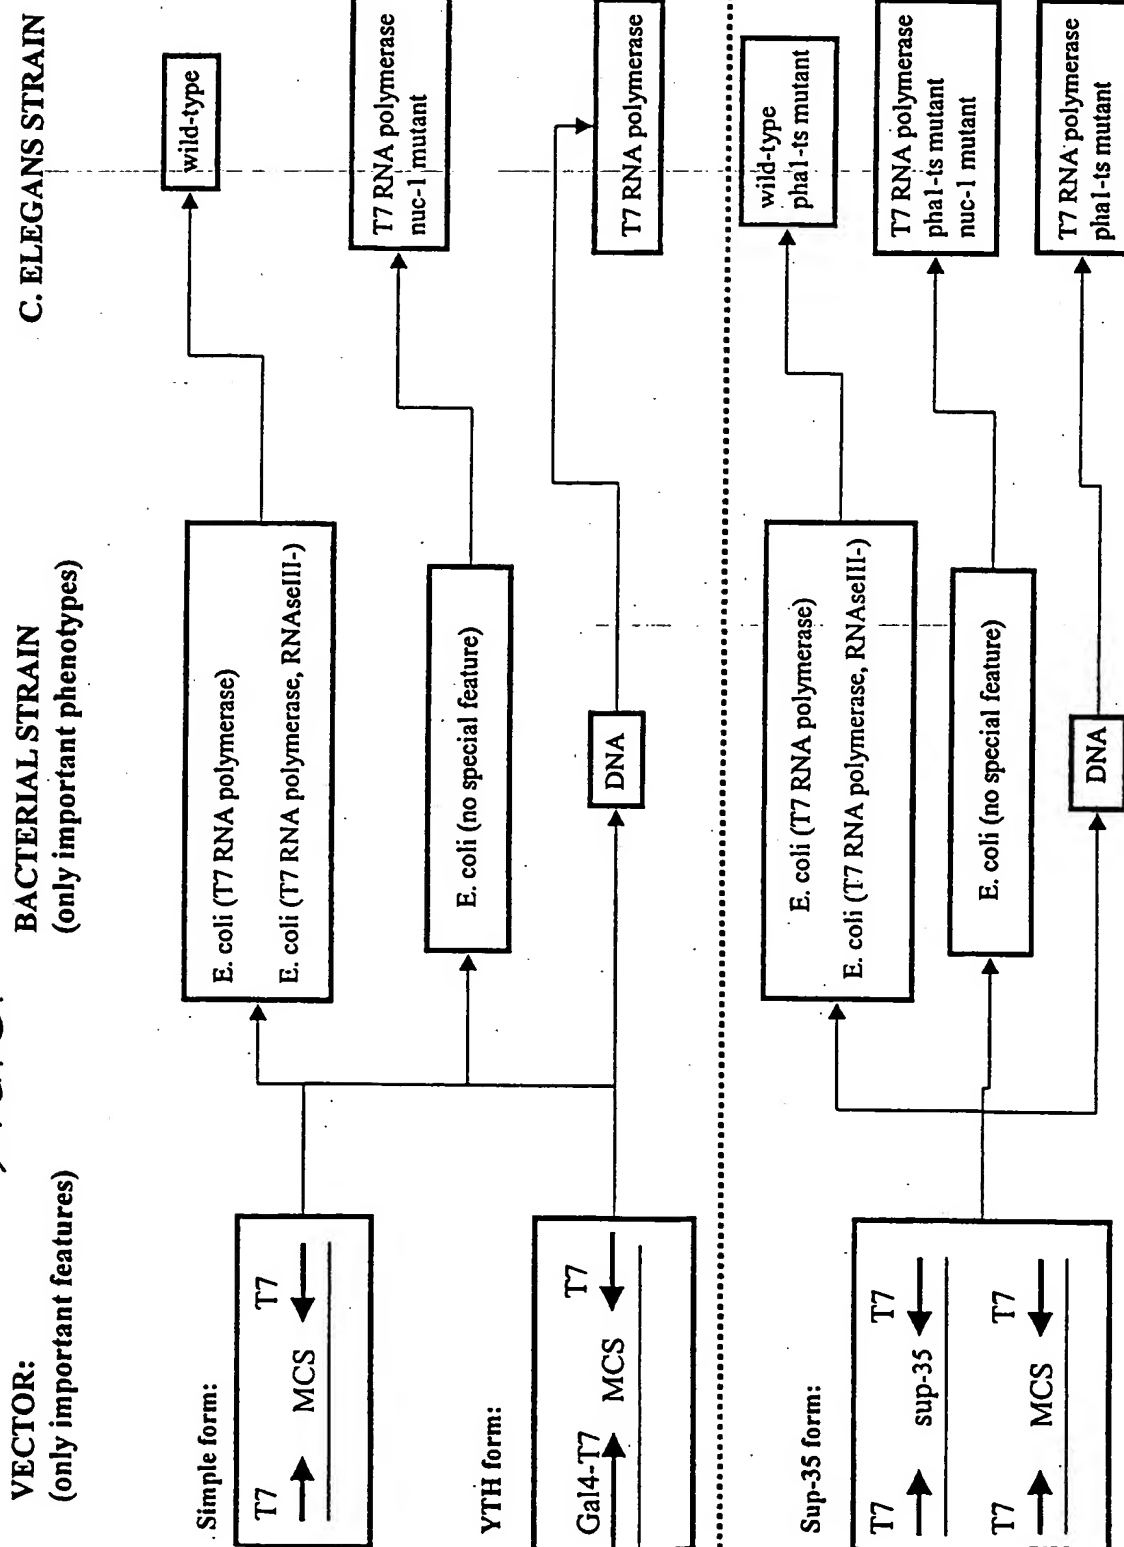 VECTOR:
(only important features)
BACTERIAL STRAIN
(only important phenotypes)
C. ELEGANS STRAIN
Simple form:
T7 T7
MCS
E. coli (T7 RNA polymerase)
E. coli (T7 RNA polymerase, RNAseIII-)
wild-type
E. coli (no special feature)
T7 RNA polymerase
nuc-1 mutant
YTH form:
Gal4-T7 T7
MCS
DNA
T7 RNA polymerase
Sup-35 form:
T7 T7
sup-35
T7 T7
MCS
E. coli (T7 RNA polymerase)
E. coli (T7 RNA polymerase, RNAseIII-)
wild-type
pha1-ts mutant
E. coli (no special feature)
T7 RNA polymerase
pha1-ts mutant
nuc-1 mutant
DNA
T7 RNA polymerase
pha1-ts mutant